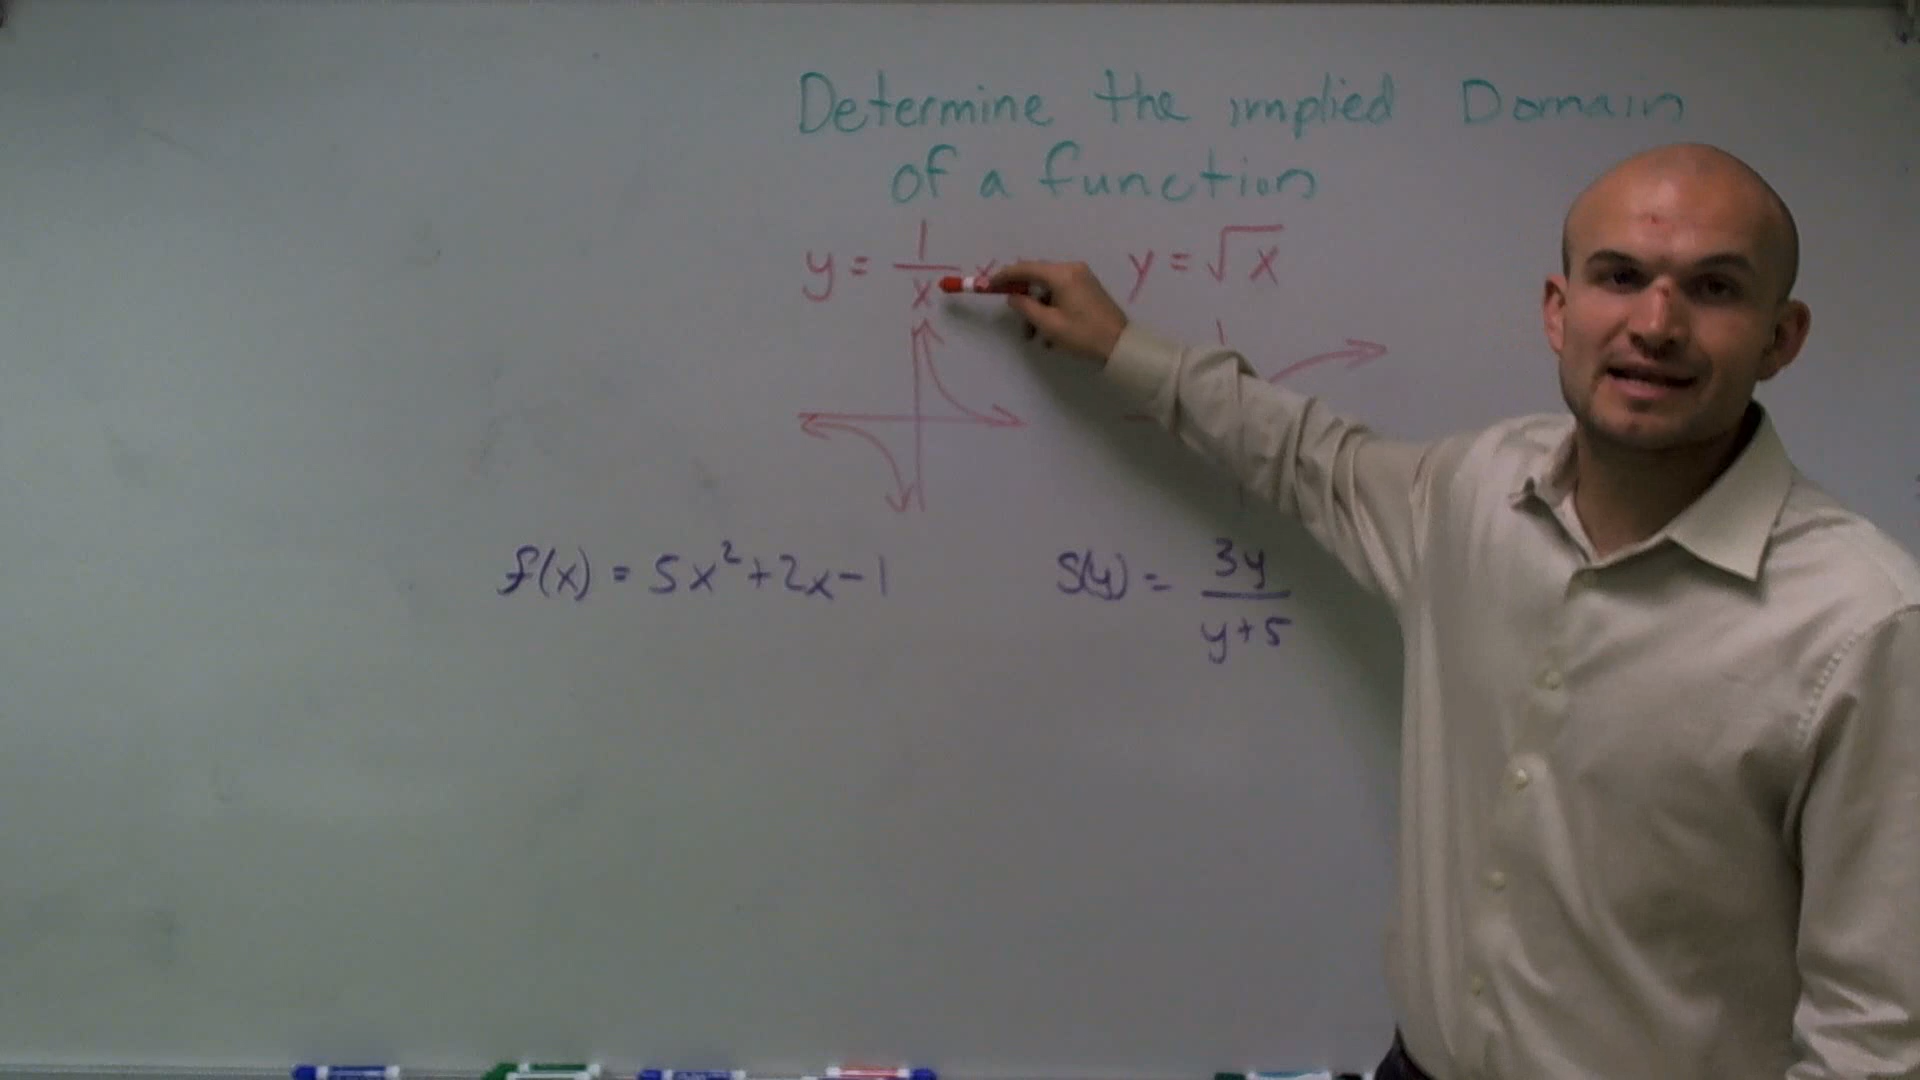 Determine the implied Domain
of a function
y = 1/x x
y = √x
f(x) = 5x²+2x-1
S(y) = 3y/y+5